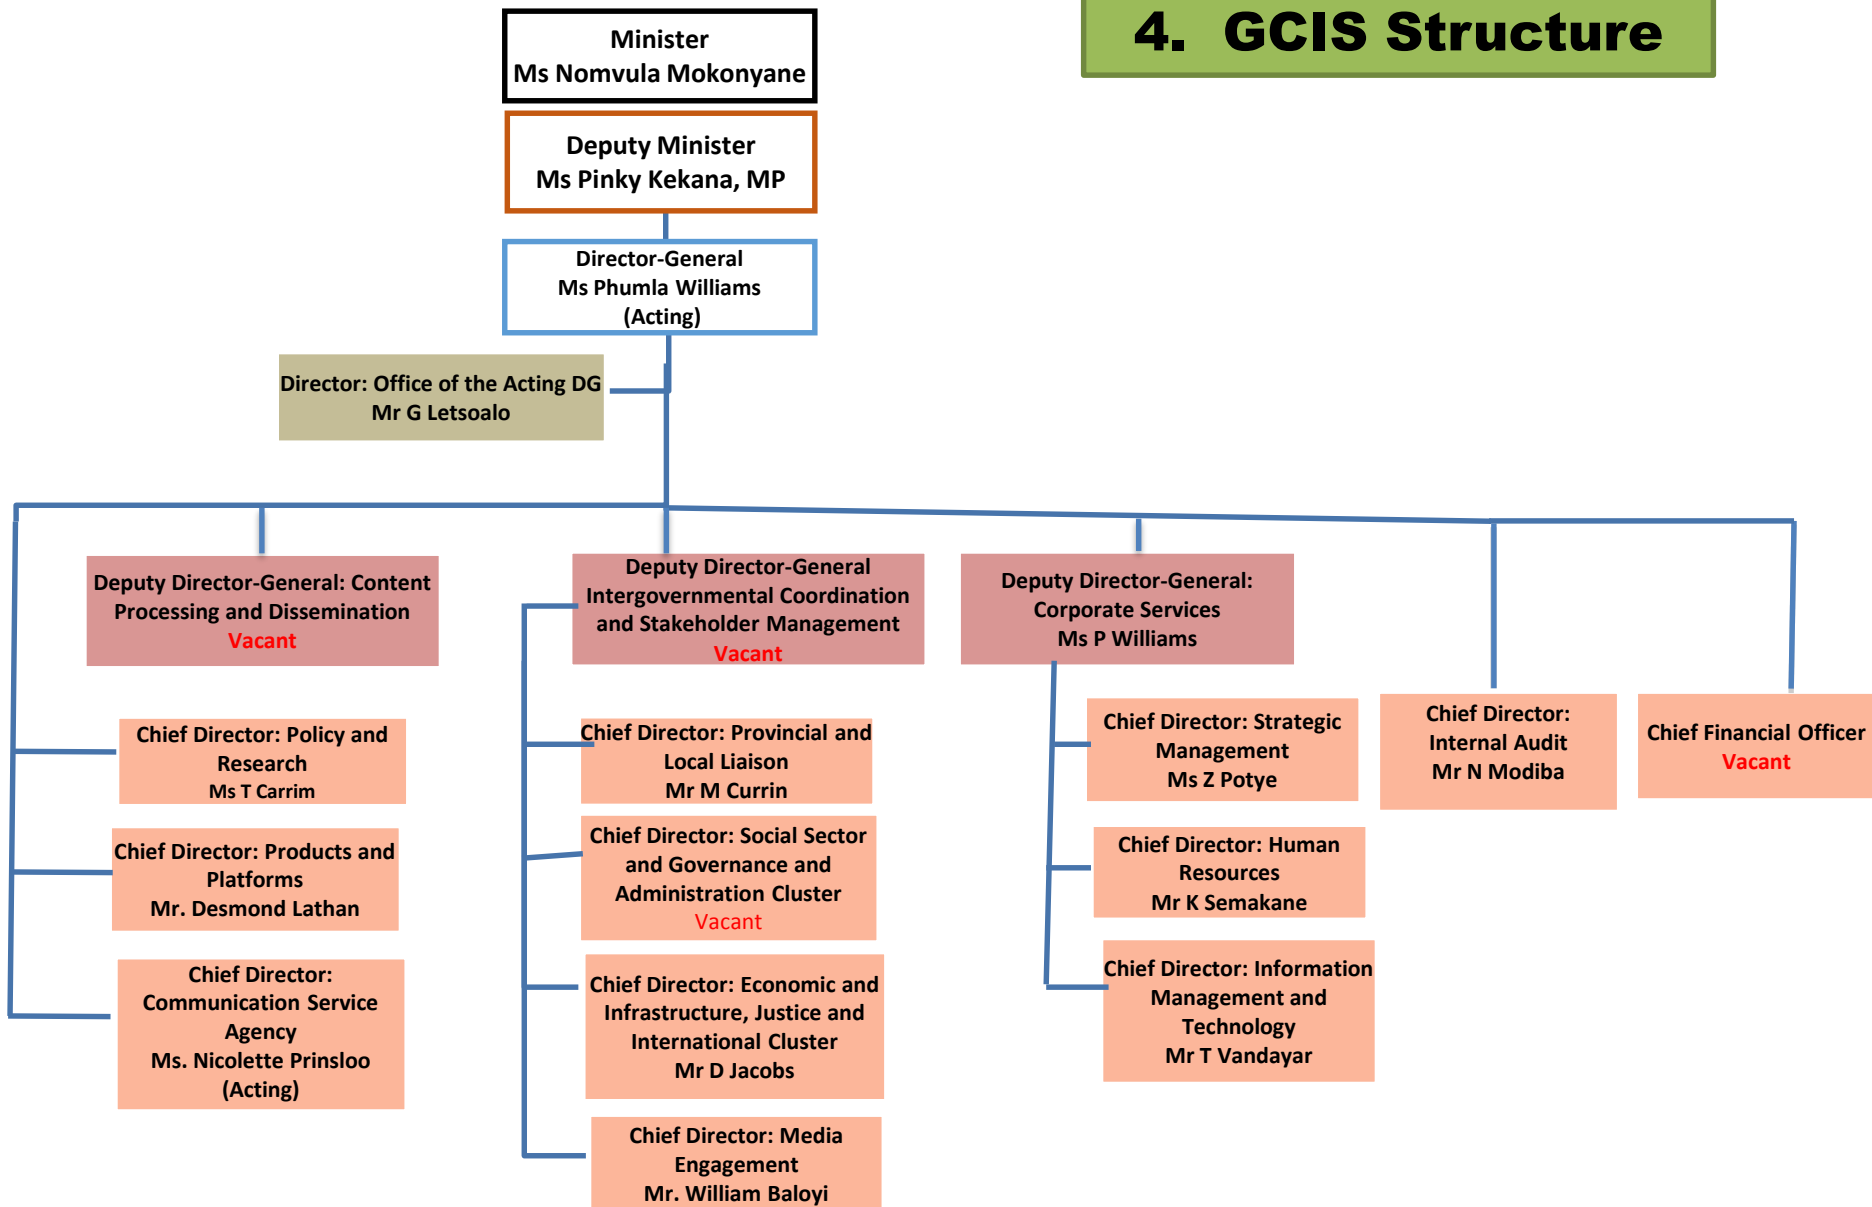 4. GCIS Structure
Minister
Ms Nomvula Mokonyane
Deputy Minister
Ms Pinky Kekana, MP
Director-General
Ms Phumla Williams
(Acting)
Director: Office of the Acting DG
Mr G Letsoalo
Deputy Director-General: Content
Processing and Dissemination
Vacant
Chief Director: Policy and
Research
Ms T Carrim
Chief Director: Products and
Platforms
Mr. Desmond Lathan
Chief Director:
Communication Service
Agency
Ms. Nicolette Prinsloo
(Acting)
Deputy Director-General
Intergovernmental Coordination
and Stakeholder Management
Vacant
Chief Director: Provincial and
Local Liaison
Mr M Currin
Chief Director: Social Sector
and Governance and
Administration Cluster
Vacant
Chief Director: Economic and
Infrastructure, Justice and
International Cluster
Mr D Jacobs
Chief Director: Media
Engagement
Mr. William Baloyi
Deputy Director-General:
Corporate Services
Ms P Williams
Chief Director: Strategic
Management
Ms Z Potye
Chief Director: Human
Resources
Mr K Semakane
Chief Director: Information
Management and
Technology
Mr T Vandayar
Chief Director:
Internal Audit
Mr N Modiba
Chief Financial Officer
Vacant